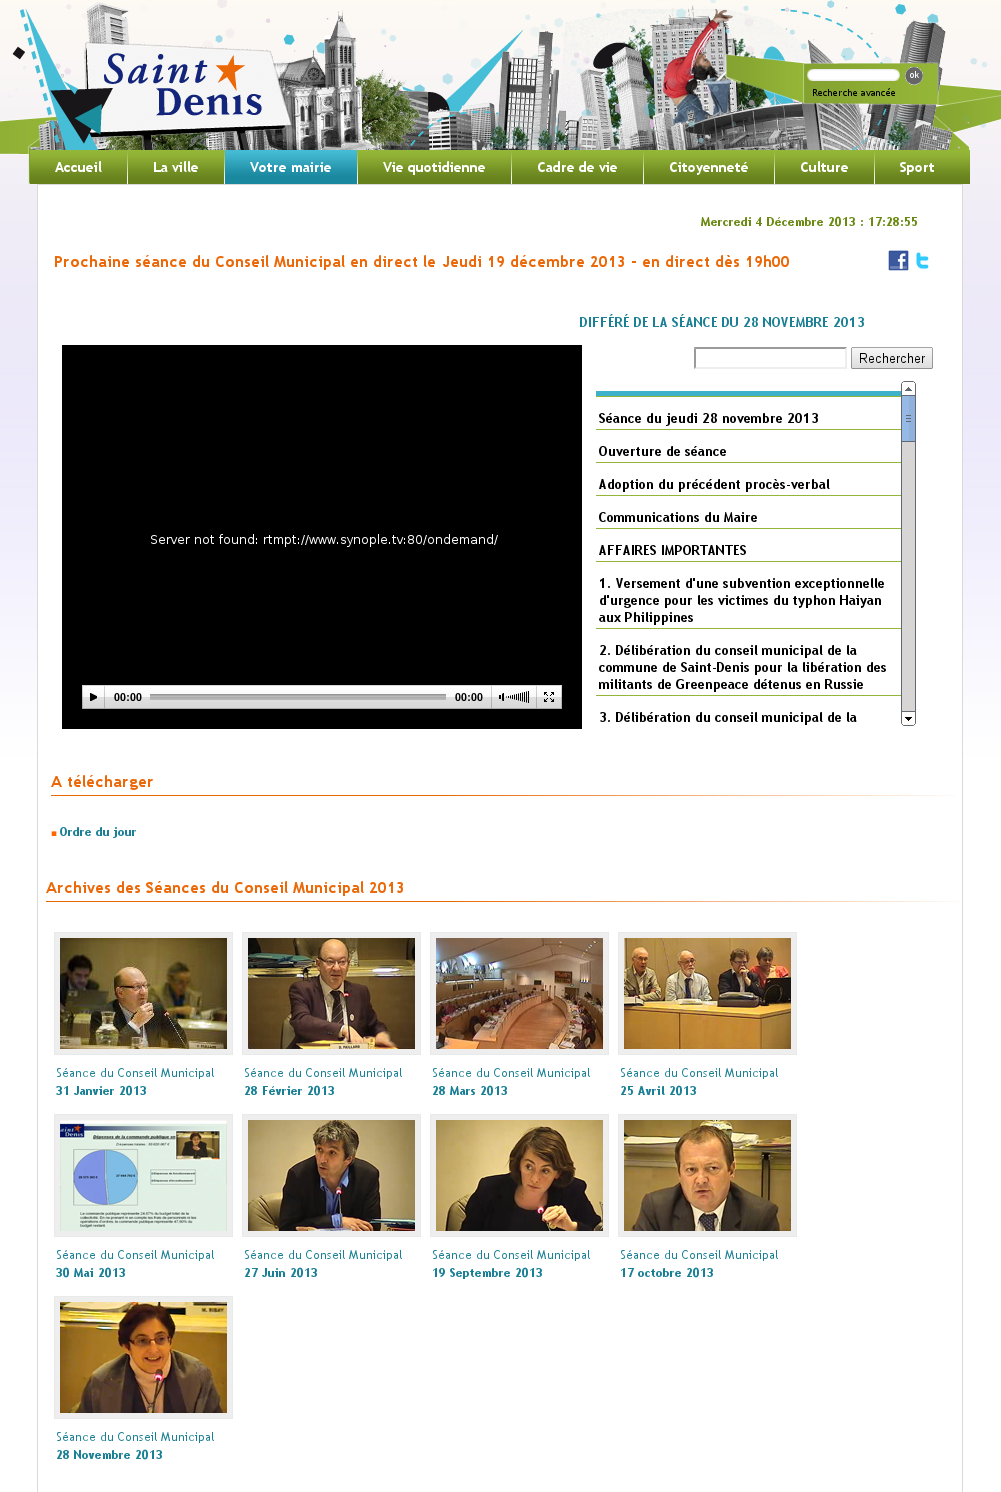 Saint
Denis
ok
Recherche avancée
Accueil La ville Votre mairie Vie quotidienne Cadre de vie Citoyenneté Culture Sport
Mercredi 4 Décembre 2013 : 17:28:55
Prochaine séance du Conseil Municipal en direct le Jeudi 19 décembre 2013 - en direct dès 19h00
DIFFÉRÉ DE LA SÉANCE DU 28 NOVEMBRE 2013
Rechercher
Séance du jeudi 28 novembre 2013
Ouverture de séance
Adoption du précédent procès-verbal
Communications du Maire
AFFAIRES IMPORTANTES
1. Versement d'une subvention exceptionnelle
d'urgence pour les victimes du typhon Haiyan
aux Philippines
2. Délibération du conseil municipal de la
commune de Saint-Denis pour la libération des
militants de Greenpeace détenus en Russie
3. Délibération du conseil municipal de la
Server not found: rtmpt://www.synople.tv:80/ondemand/
00:00 00:00
A télécharger
Ordre du jour
Archives des Séances du Conseil Municipal 2013
Séance du Conseil Municipal
31 Janvier 2013
Séance du Conseil Municipal
28 Février 2013
Séance du Conseil Municipal
28 Mars 2013
Séance du Conseil Municipal
25 Avril 2013
Séance du Conseil Municipal
30 Mai 2013
Séance du Conseil Municipal
27 Juin 2013
Séance du Conseil Municipal
19 Septembre 2013
Séance du Conseil Municipal
17 octobre 2013
Séance du Conseil Municipal
28 Novembre 2013